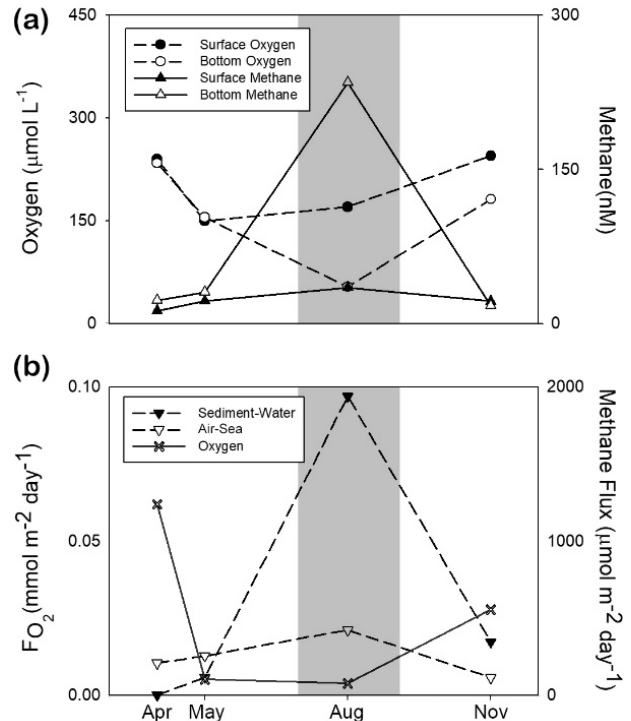 (a)
450
300
150
0
Oxygen (μmol L⁻¹)
Surface Oxygen
Bottom Oxygen
Surface Methane
Bottom Methane
300
150
0
Methane(nM)
(b)
0.10
0.05
0.00
FO₂ (mmol m⁻² day⁻¹)
Sediment-Water
Air-Sea
Oxygen
2000
1000
0
Methane Flux (μmol m⁻² day⁻¹)
Apr May Aug Nov